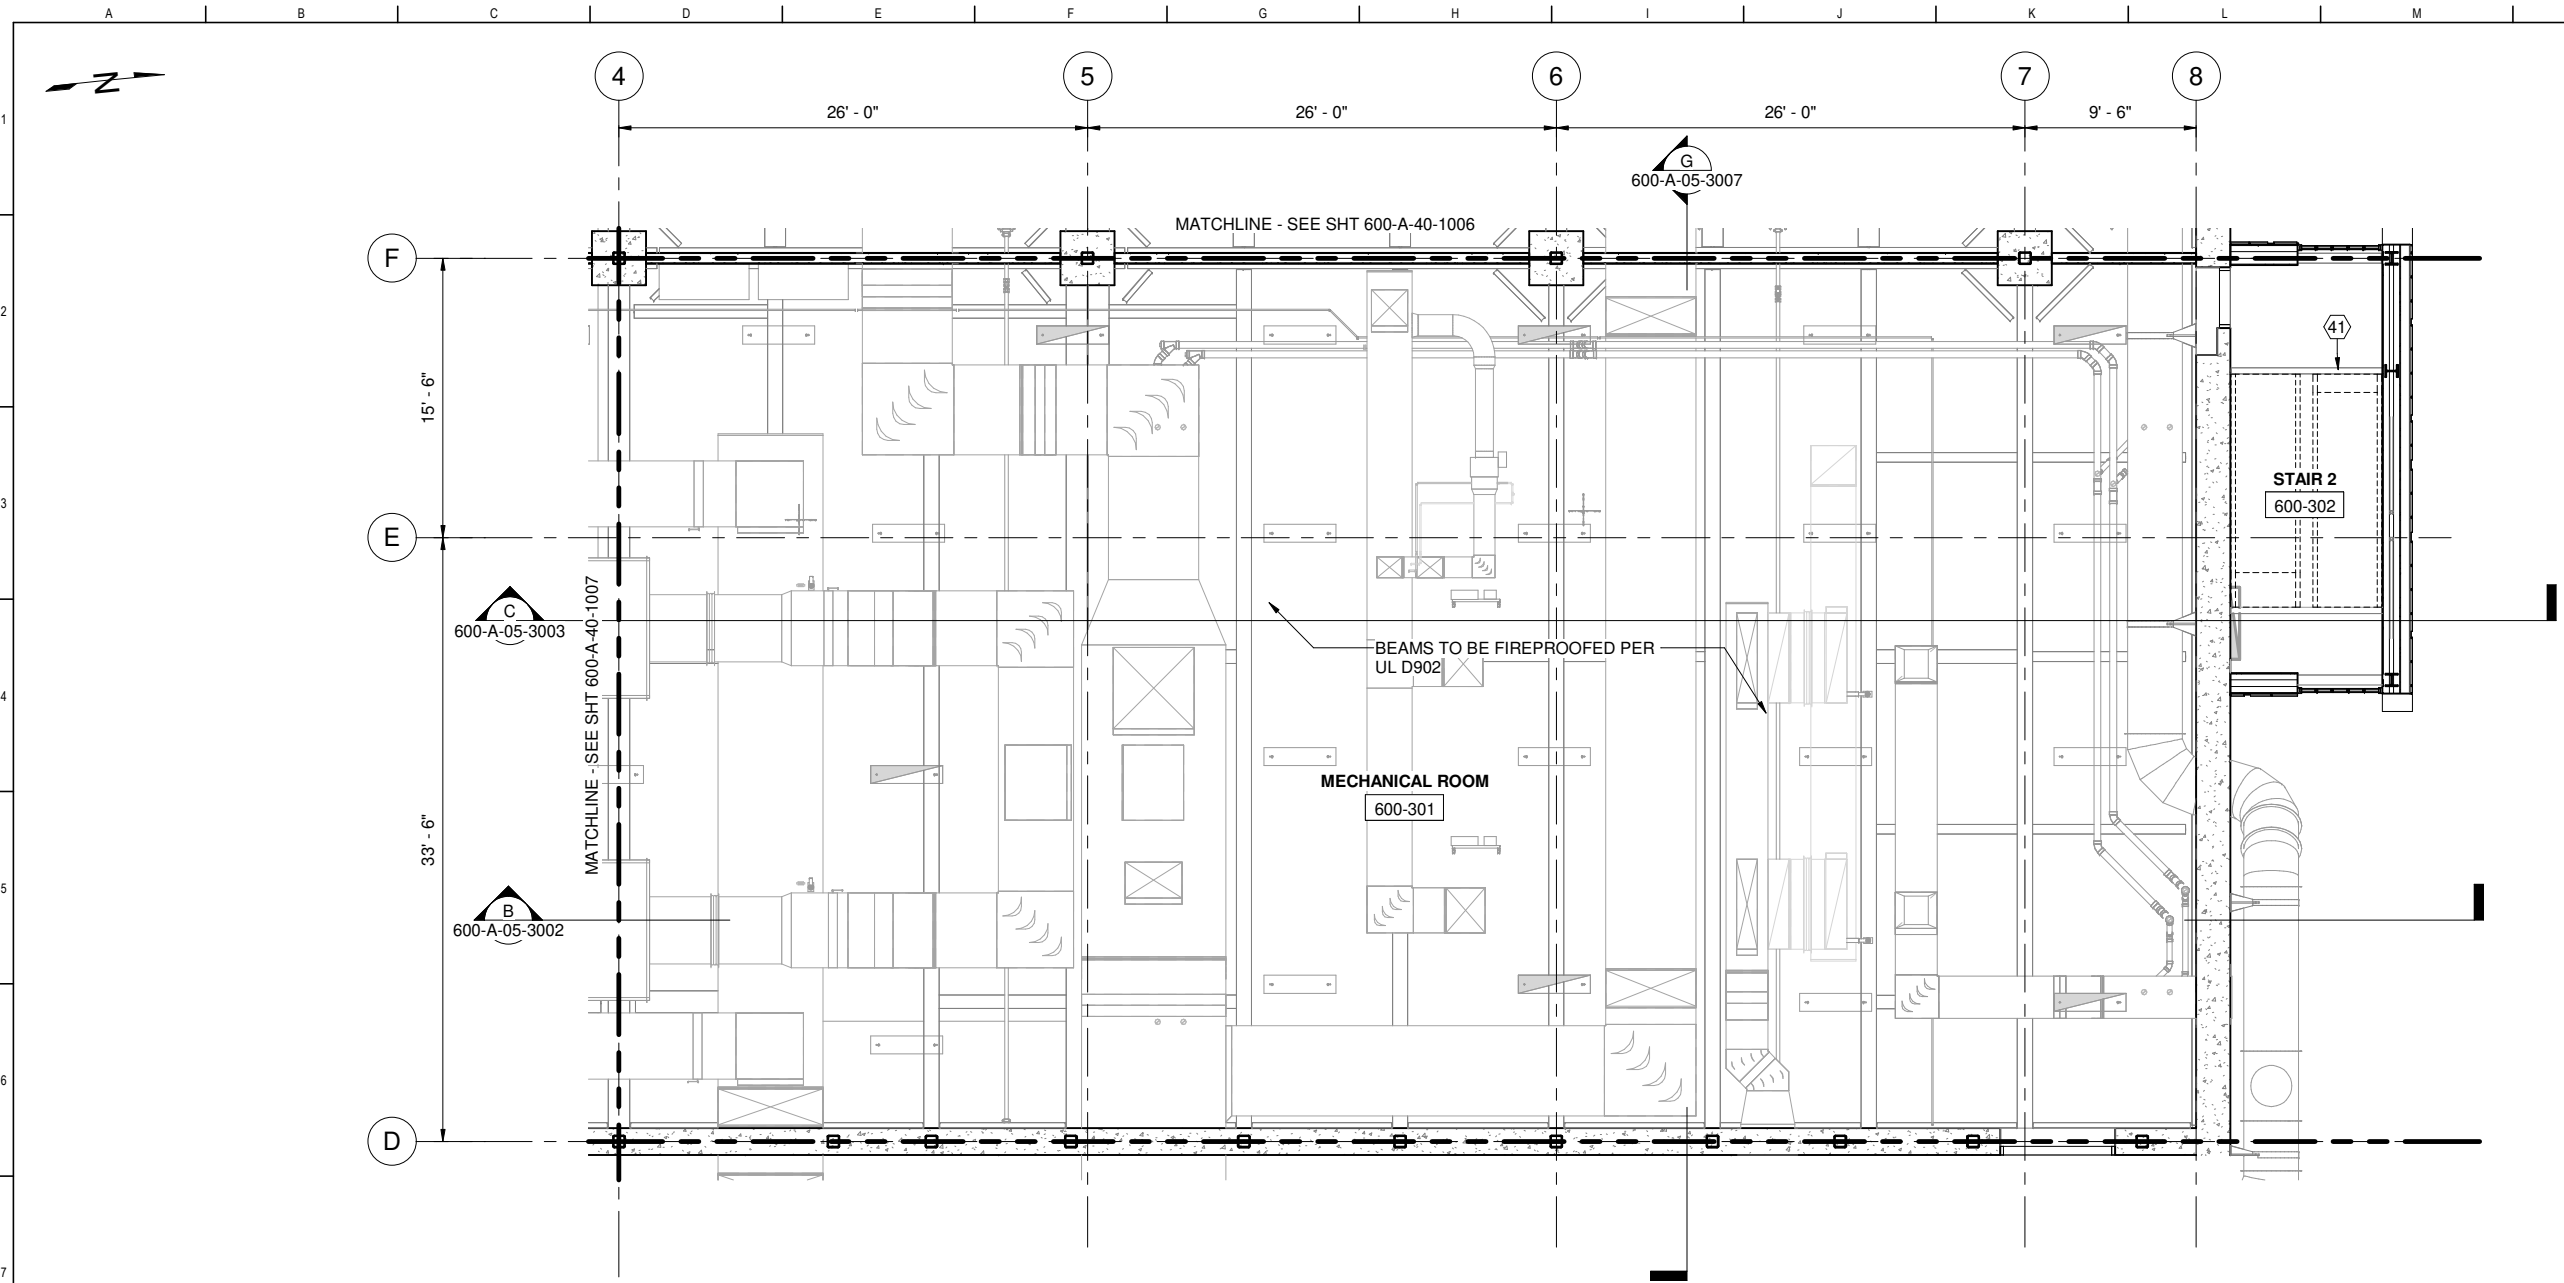 A B C D E F G H I J K L M
N
4 5 6 7 8
26' - 0" 26' - 0" 26' - 0" 9' - 6"
1
G
600-A-05-3007
MATCHLINE - SEE SHT 600-A-40-1006
F
2
41
15' - 6"
STAIR 2
3
600-302
E
MATCHLINE - SEE SHT 600-A-40-1007
C
600-A-05-3003
BEAMS TO BE FIREPROOFED PER
UL D902
4
MECHANICAL ROOM
600-301
33' - 6"
5
B
600-A-05-3002
6
D
7